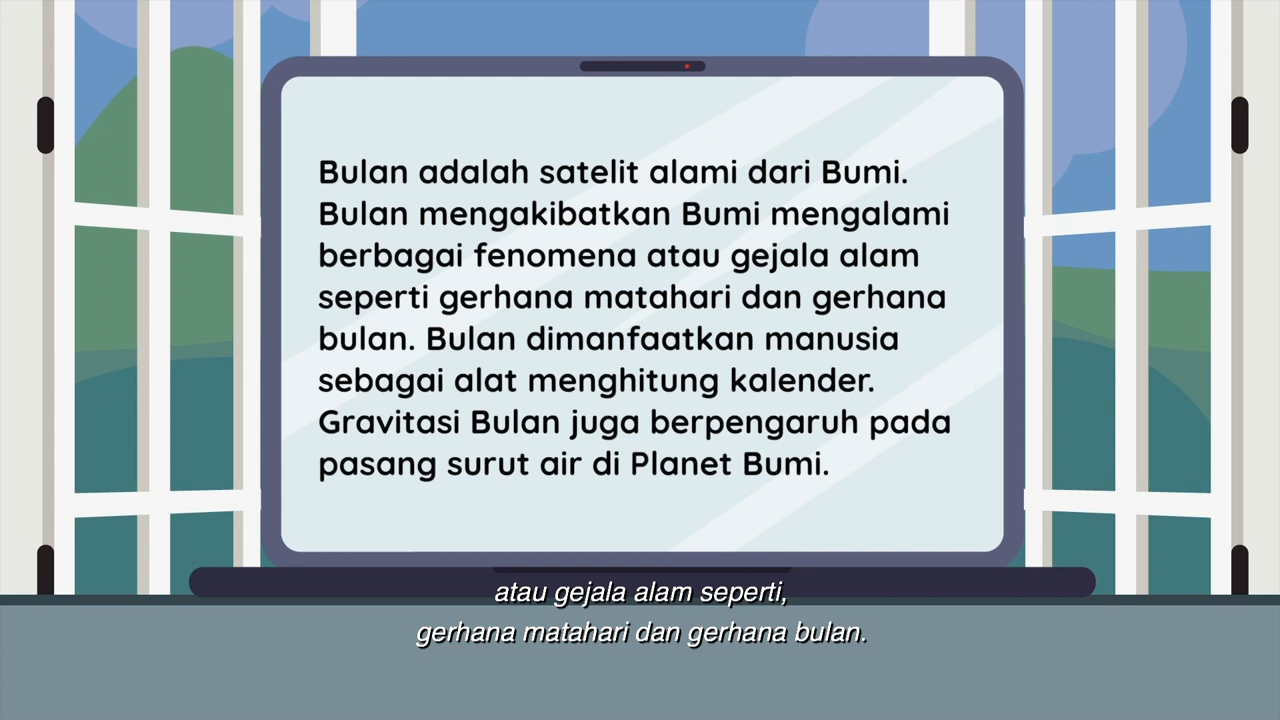 Bulan adalah satelit alami dari Bumi.
Bulan mengakibatkan Bumi mengalami
berbagai fenomena atau gejala alam
seperti gerhana matahari dan gerhana
bulan. Bulan dimanfaatkan manusia
sebagai alat menghitung kalender.
Gravitasi Bulan juga berpengaruh pada
pasang surut air di Planet Bumi.
atau gejala alam seperti,
gerhana matahari dan gerhana bulan.